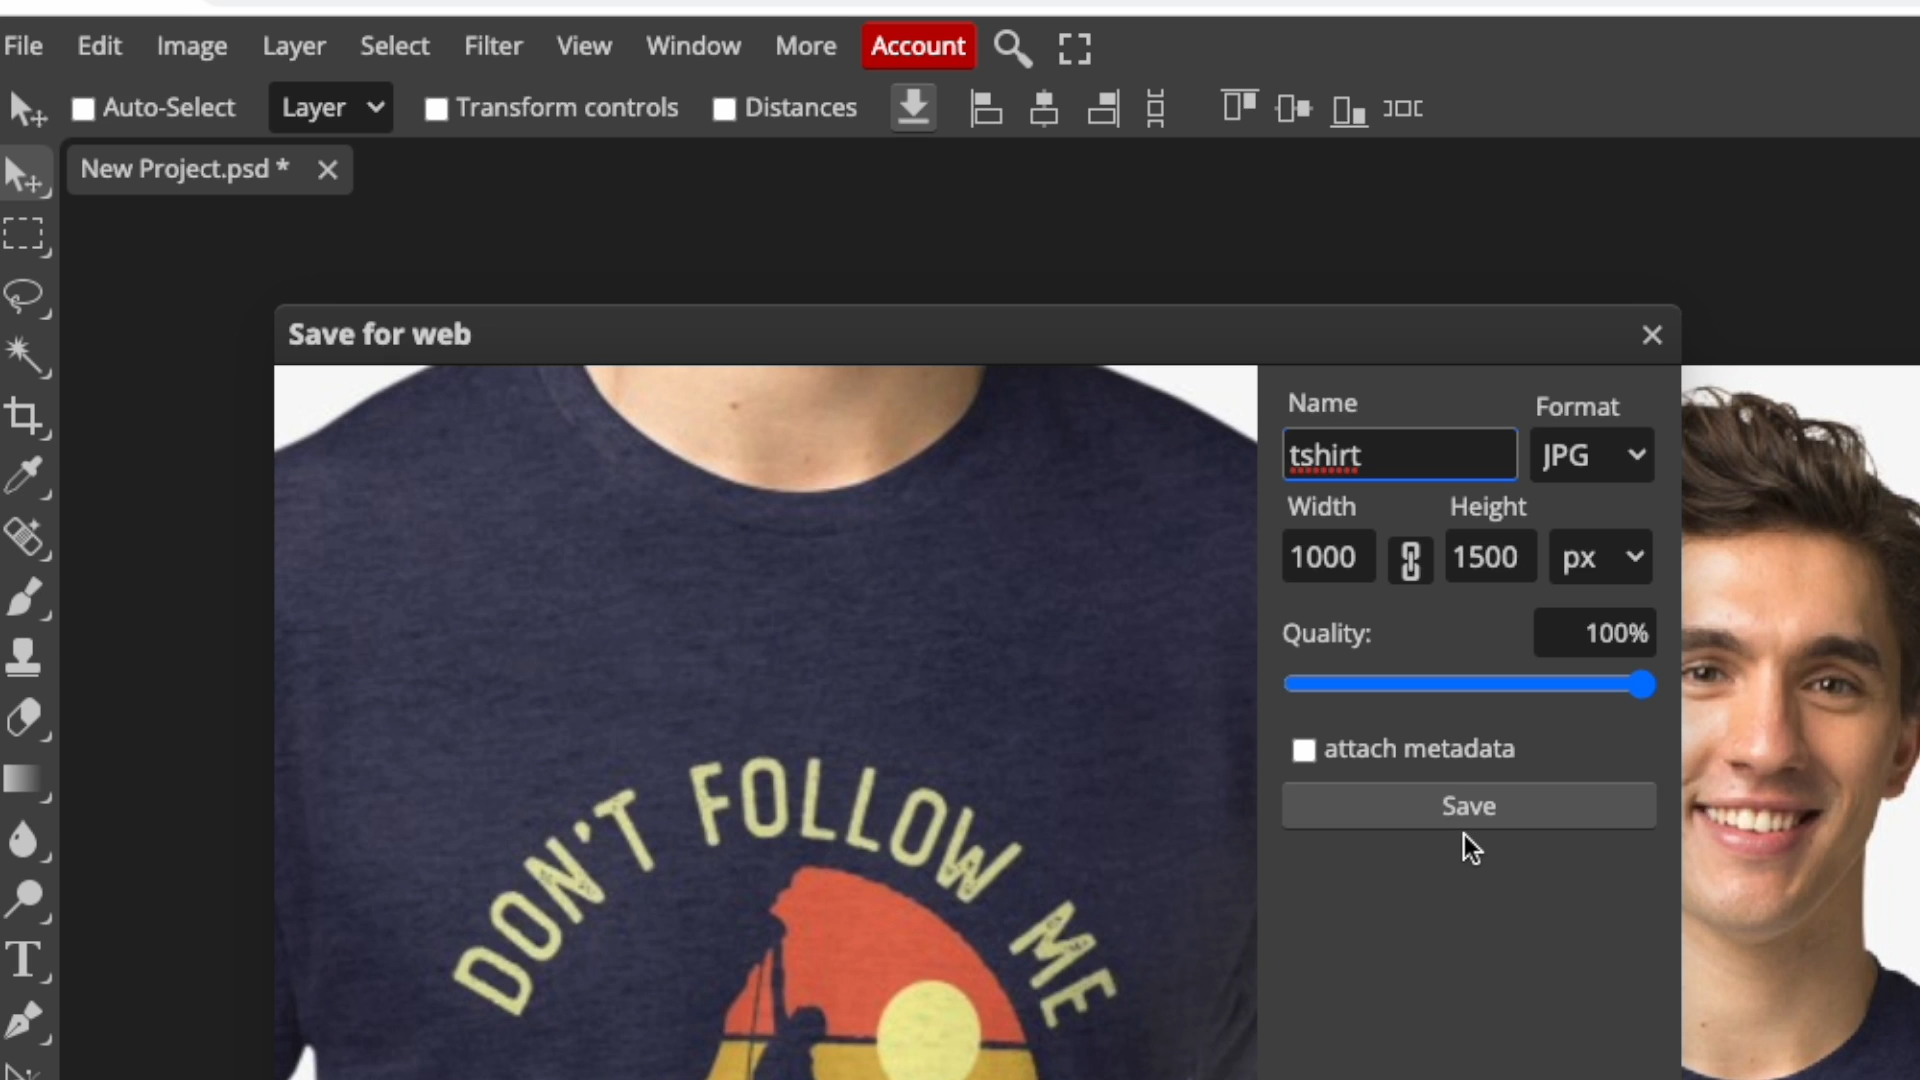 File Edit Image Layer Select Filter View Window More Account
Auto-Select Layer Transform controls Distances
New Project.psd *
Save for web
Name Format
tshirt JPG
Width Height
1000 1500 px
Quality: 100%
attach metadata
Save
DON'T FOLLOW ME